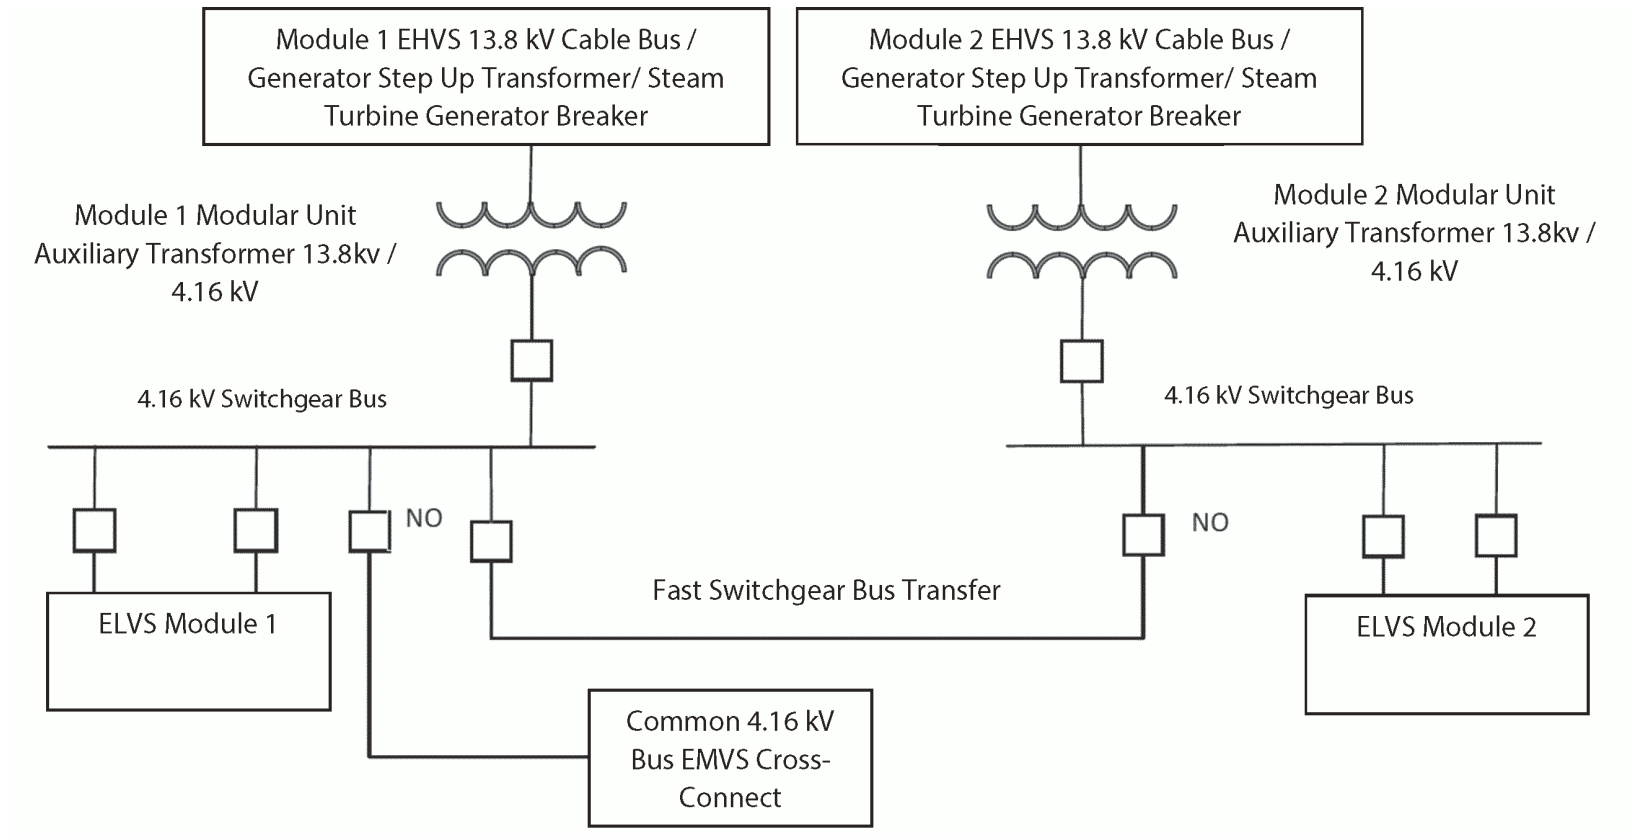 Module 1 EHVS 13.8 kV Cable Bus /
Generator Step Up Transformer/ Steam
Turbine Generator Breaker
Module 2 EHVS 13.8 kV Cable Bus /
Generator Step Up Transformer/ Steam
Turbine Generator Breaker
Module 1 Modular Unit
Auxiliary Transformer 13.8kv /
4.16 kV
Module 2 Modular Unit
Auxiliary Transformer 13.8kv /
4.16 kV
4.16 kV Switchgear Bus
4.16 kV Switchgear Bus
NO
NO
Fast Switchgear Bus Transfer
ELVS Module 1
ELVS Module 2
Common 4.16 kV
Bus EMVS Cross-
Connect